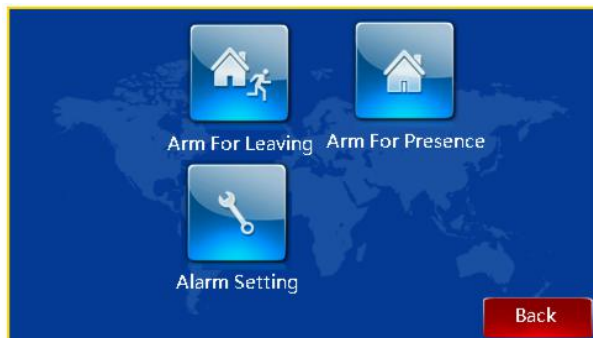 Arm For Leaving
Arm For Presence
Alarm Setting
Back